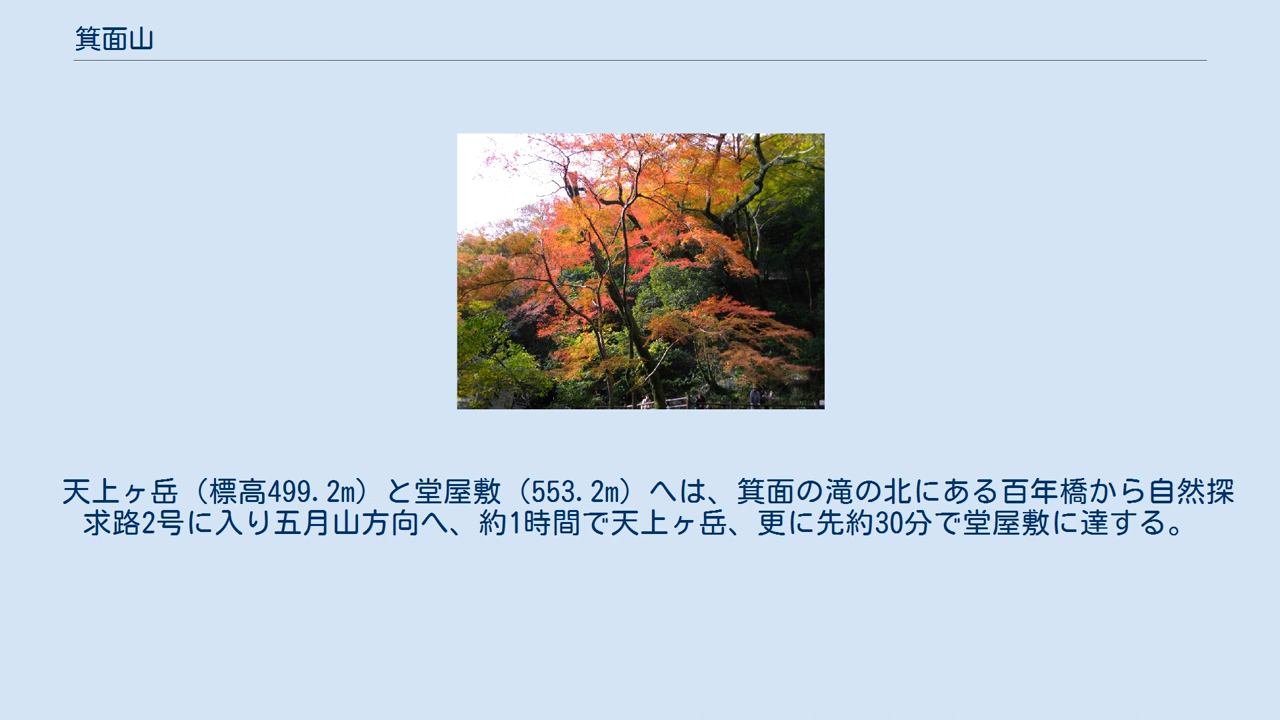 箕面山
天上ヶ岳（標高499.2m）と堂屋敷（553.2m）へは、箕面の滝の北にある百年橋から自然探
求路2号に入り五月山方向へ、約1時間で天上ヶ岳、更に先約30分で堂屋敷に達する。